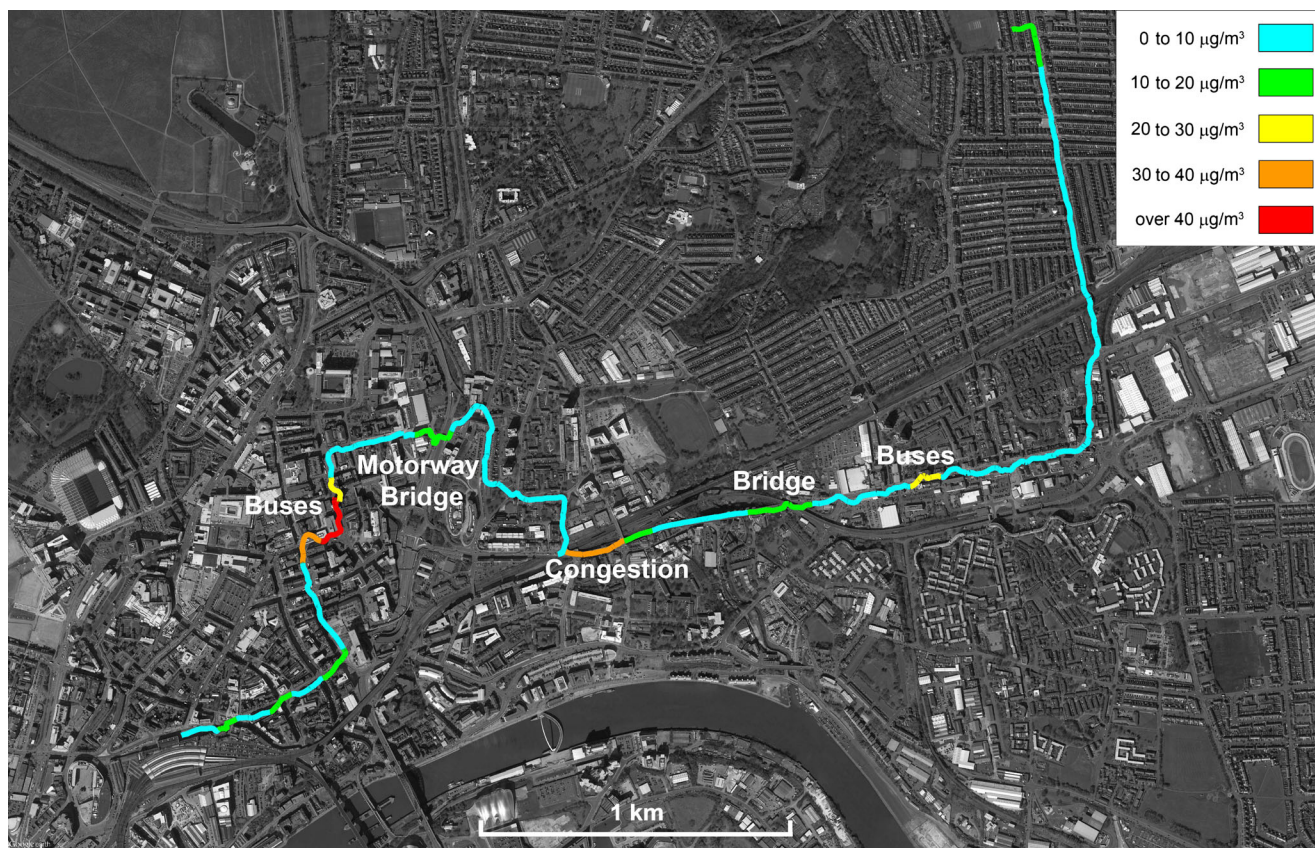 0 to 10 µg/m³
10 to 20 µg/m³
20 to 30 µg/m³
30 to 40 µg/m³
over 40 µg/m³
Motorway
Bridge
Buses
Buses
Bridge
Congestion
1 km